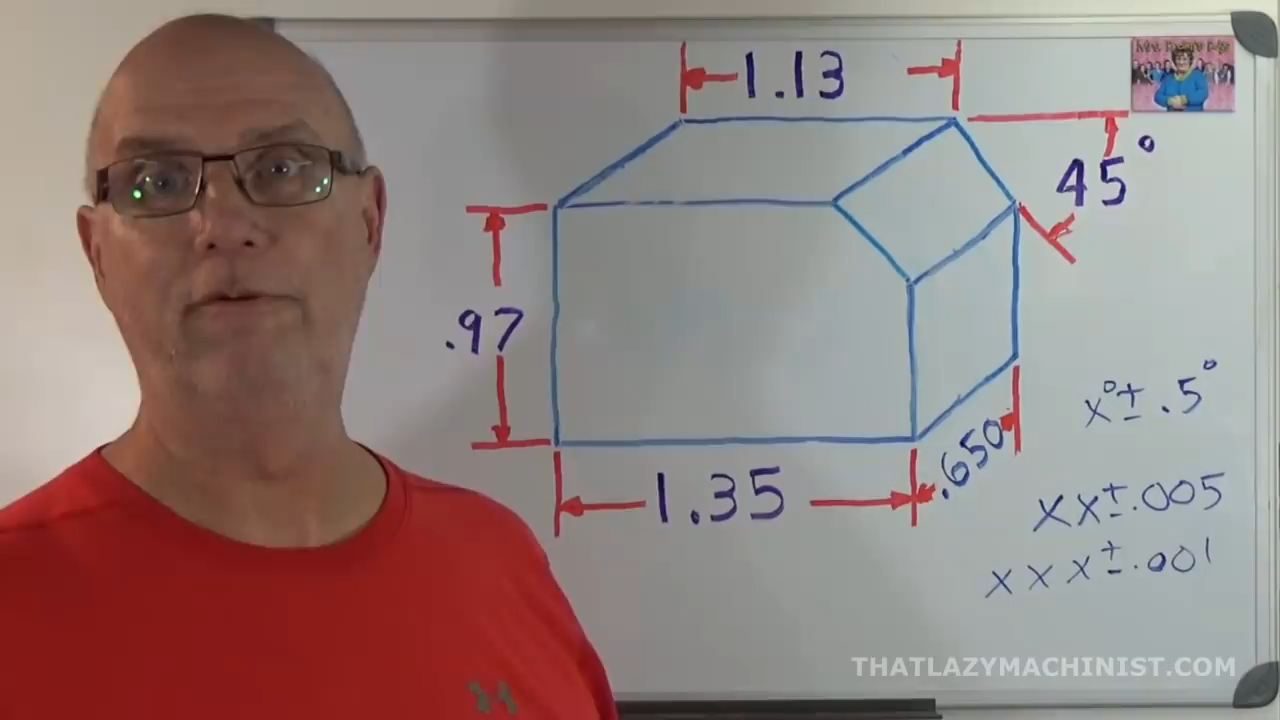 1.13
45°
.97
1.35
.650
x°± .5°
xx±.005
xxx±.001
THATLAZYMACHINIST.COM